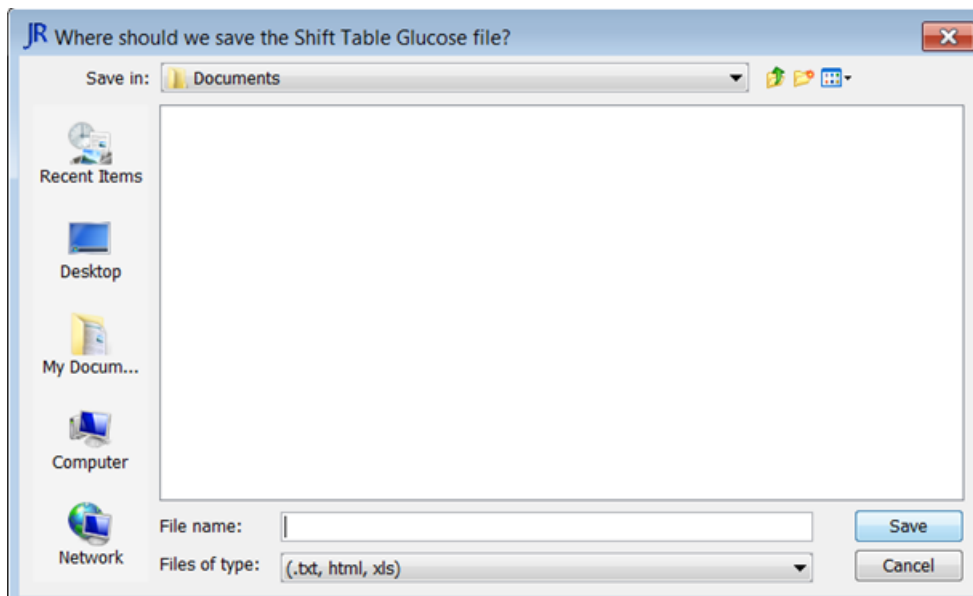 JR Where should we save the Shift Table Glucose file?
Save in: Documents
Recent Items
Desktop
My Docum...
Computer
Network
File name:
Save
Files of type: (.txt, html, xls)
Cancel